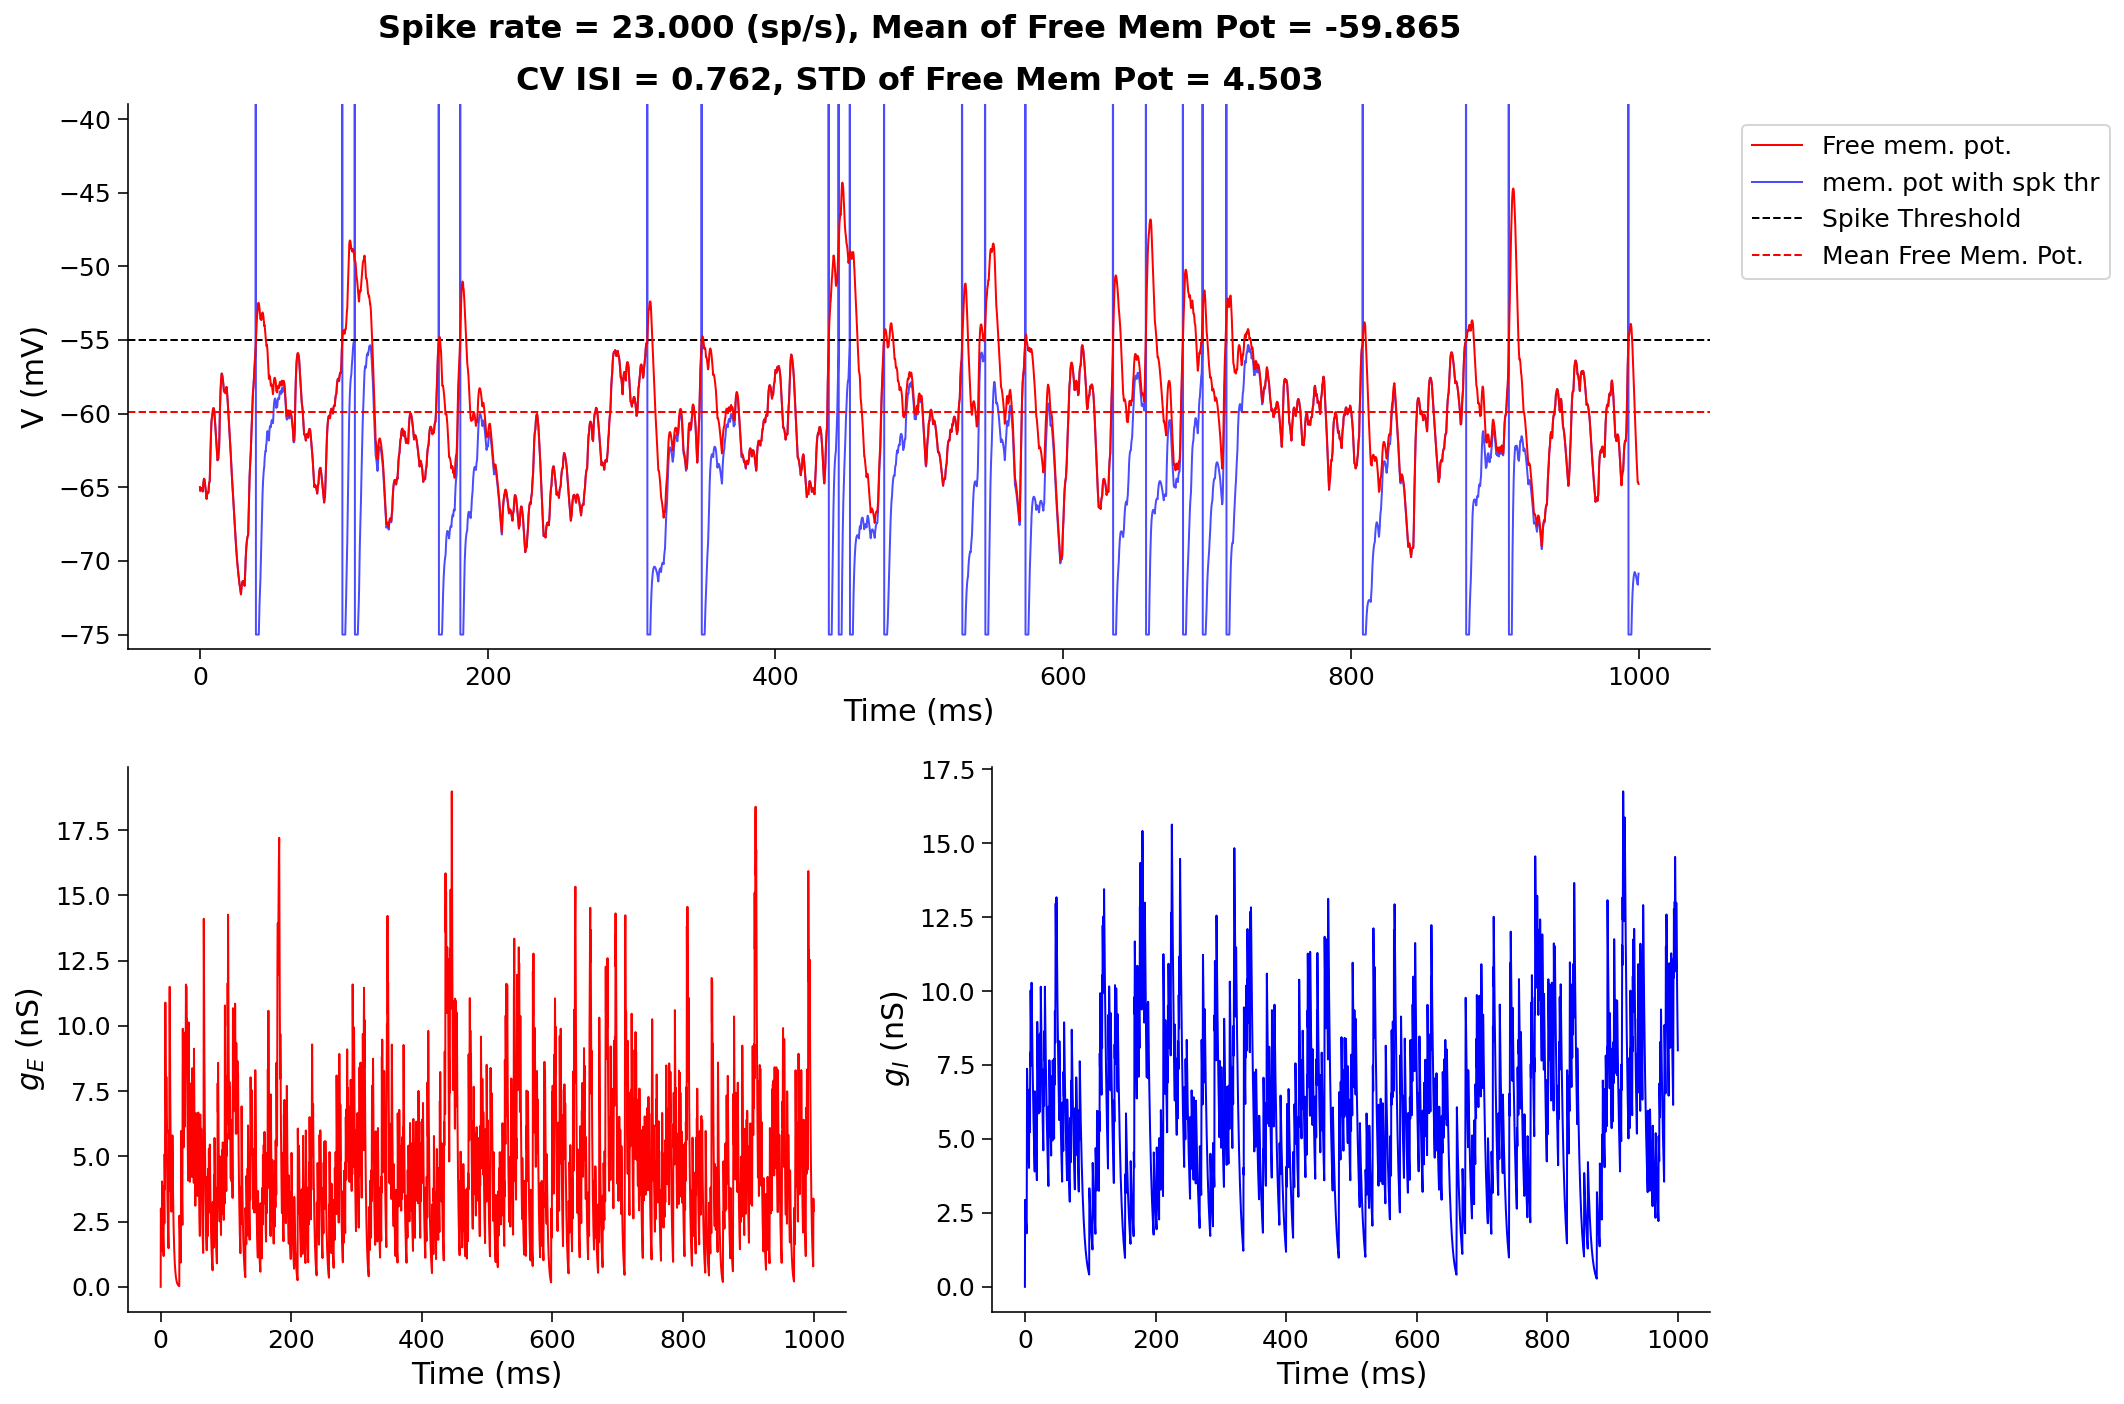 Spike rate = 23.000 (sp/s), Mean of Free Mem Pot = -59.865
CV ISI = 0.762, STD of Free Mem Pot = 4.503
−40
−45
−50
−55
−60
−65
−70
−75
V (mV)
0 200 400 600 800 1000
Time (ms)
Free mem. pot.
mem. pot with spk thr
Spike Threshold
Mean Free Mem. Pot.
17.5
15.0
12.5
10.0
7.5
5.0
2.5
0.0
g_E (nS)
0 200 400 600 800 1000
Time (ms)
17.5
15.0
12.5
10.0
7.5
5.0
2.5
0.0
g_I (nS)
0 200 400 600 800 1000
Time (ms)